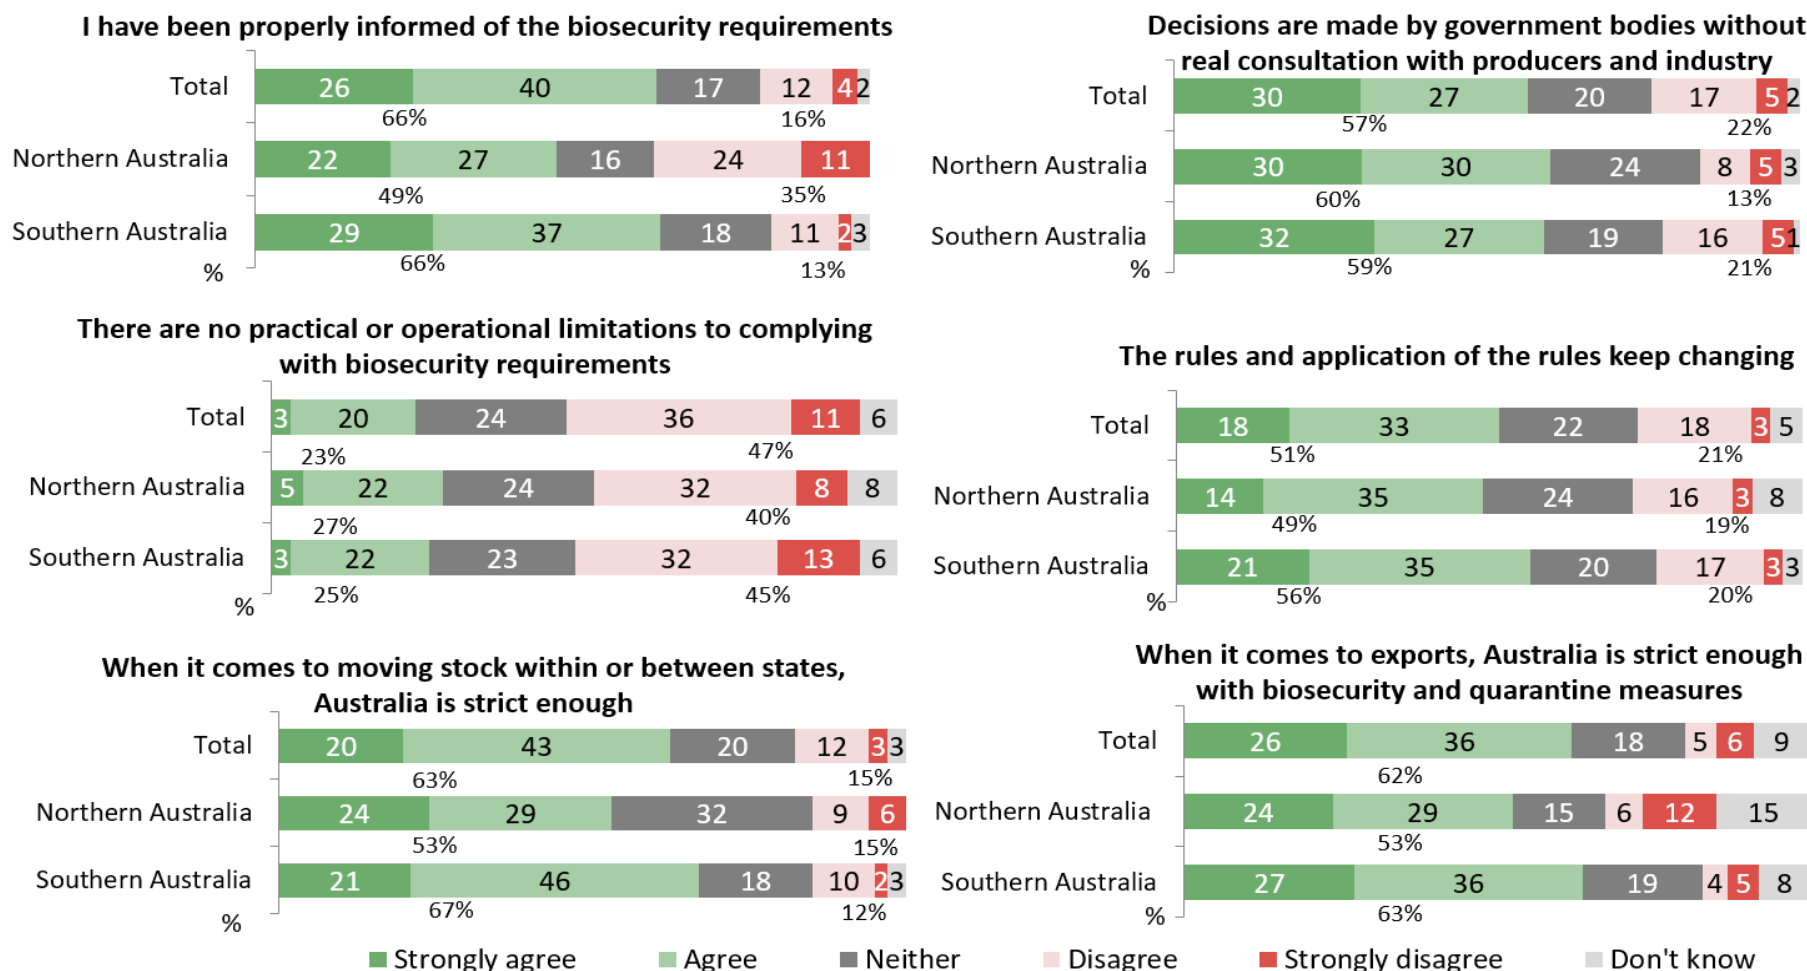 I have been properly informed of the biosecurity requirements
Total 26 40 17 12 4 2
66% 16%
Northern Australia 22 27 16 24 11
49% 35%
Southern Australia 29 37 18 11 2 3
% 66% 13%
Decisions are made by government bodies without
real consultation with producers and industry
Total 30 27 20 17 5 2
57% 22%
Northern Australia 30 30 24 8 5 3
60% 13%
Southern Australia 32 27 19 16 5 1
% 59% 21%
There are no practical or operational limitations to complying
with biosecurity requirements
Total 3 20 24 36 11 6
23% 47%
Northern Australia 5 22 24 32 8 8
27% 40%
Southern Australia 3 22 23 32 13 6
% 25% 45%
The rules and application of the rules keep changing
Total 18 33 22 18 3 5
51% 21%
Northern Australia 14 35 24 16 3 8
49% 19%
Southern Australia 21 35 20 17 3 3
% 56% 20%
When it comes to moving stock within or between states,
Australia is strict enough
Total 20 43 20 12 3 3
63% 15%
Northern Australia 24 29 32 9 6
53% 15%
Southern Australia 21 46 18 10 2 3
% 67% 12%
When it comes to exports, Australia is strict enough
with biosecurity and quarantine measures
Total 26 36 18 5 6 9
62%
Northern Australia 24 29 15 6 12 15
53%
Southern Australia 27 36 19 4 5 8
% 63%
Strongly agree Agree Neither Disagree Strongly disagree Don't know